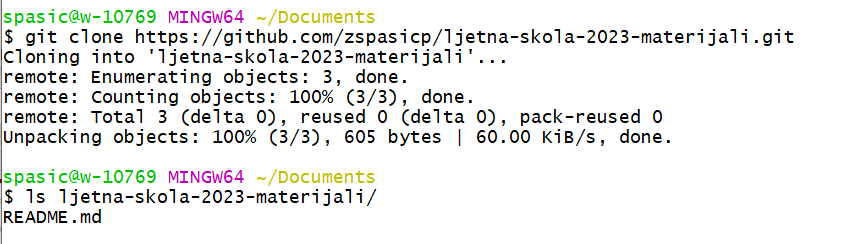 spasic@w-10769 MINGW64 ~/Documents
$ git clone https://github.com/zspasicp/ljetna-skola-2023-materijali.git
Cloning into 'ljetna-skola-2023-materijali'...
remote: Enumerating objects: 3, done.
remote: Counting objects: 100% (3/3), done.
remote: Total 3 (delta 0), reused 0 (delta 0), pack-reused 0
Unpacking objects: 100% (3/3), 605 bytes | 60.00 KiB/s, done.
spasic@w-10769 MINGW64 ~/Documents
$ ls ljetna-skola-2023-materijali/
README.md